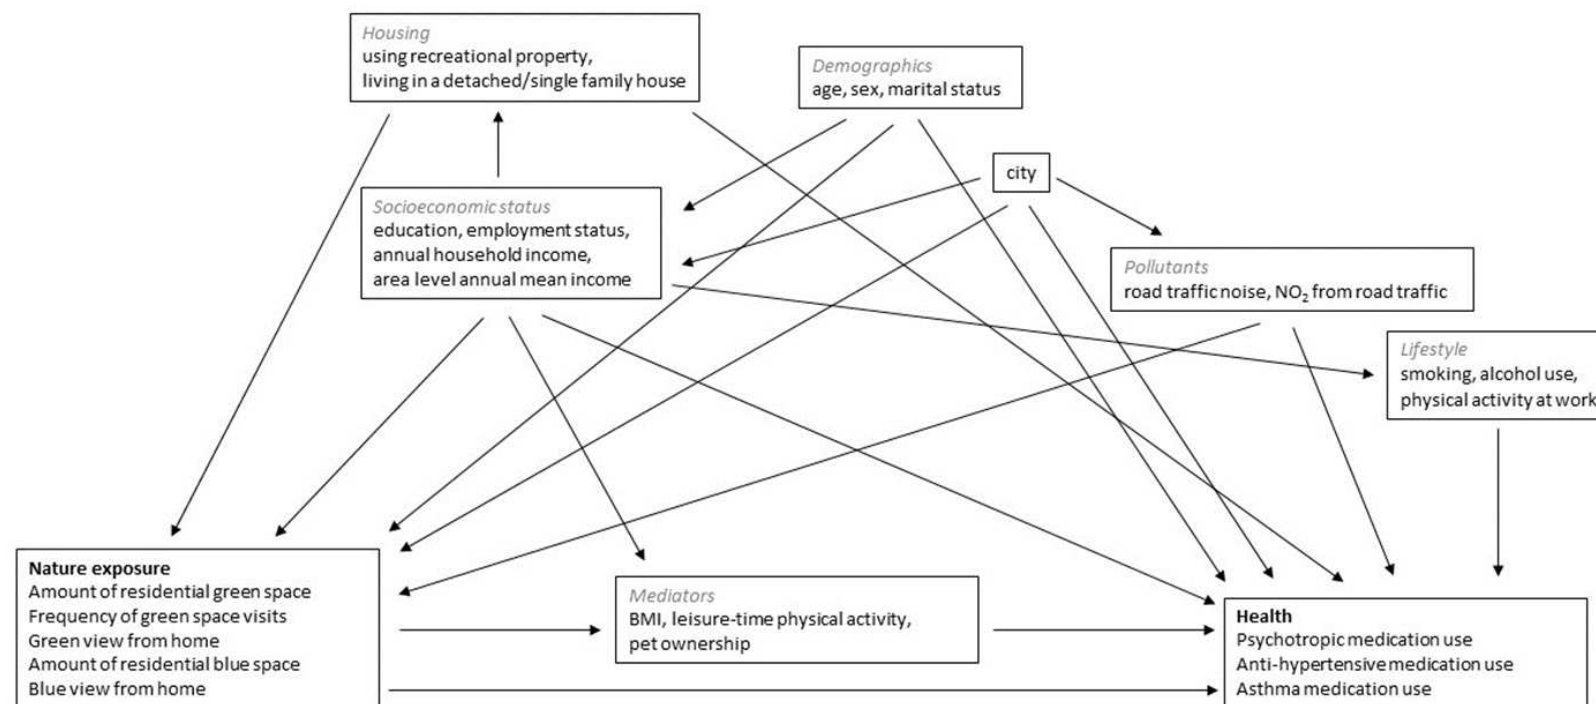 Housing
using recreational property,
living in a detached/single family house
Demographics
age, sex, marital status
city
Socioeconomic status
education, employment status,
annual household income,
area level annual mean income
Pollutants
road traffic noise, NO₂ from road traffic
Lifestyle
smoking, alcohol use,
physical activity at work
Nature exposure
Amount of residential green space
Frequency of green space visits
Green view from home
Amount of residential blue space
Blue view from home
Mediators
BMI, leisure-time physical activity,
pet ownership
Health
Psychotropic medication use
Anti-hypertensive medication use
Asthma medication use